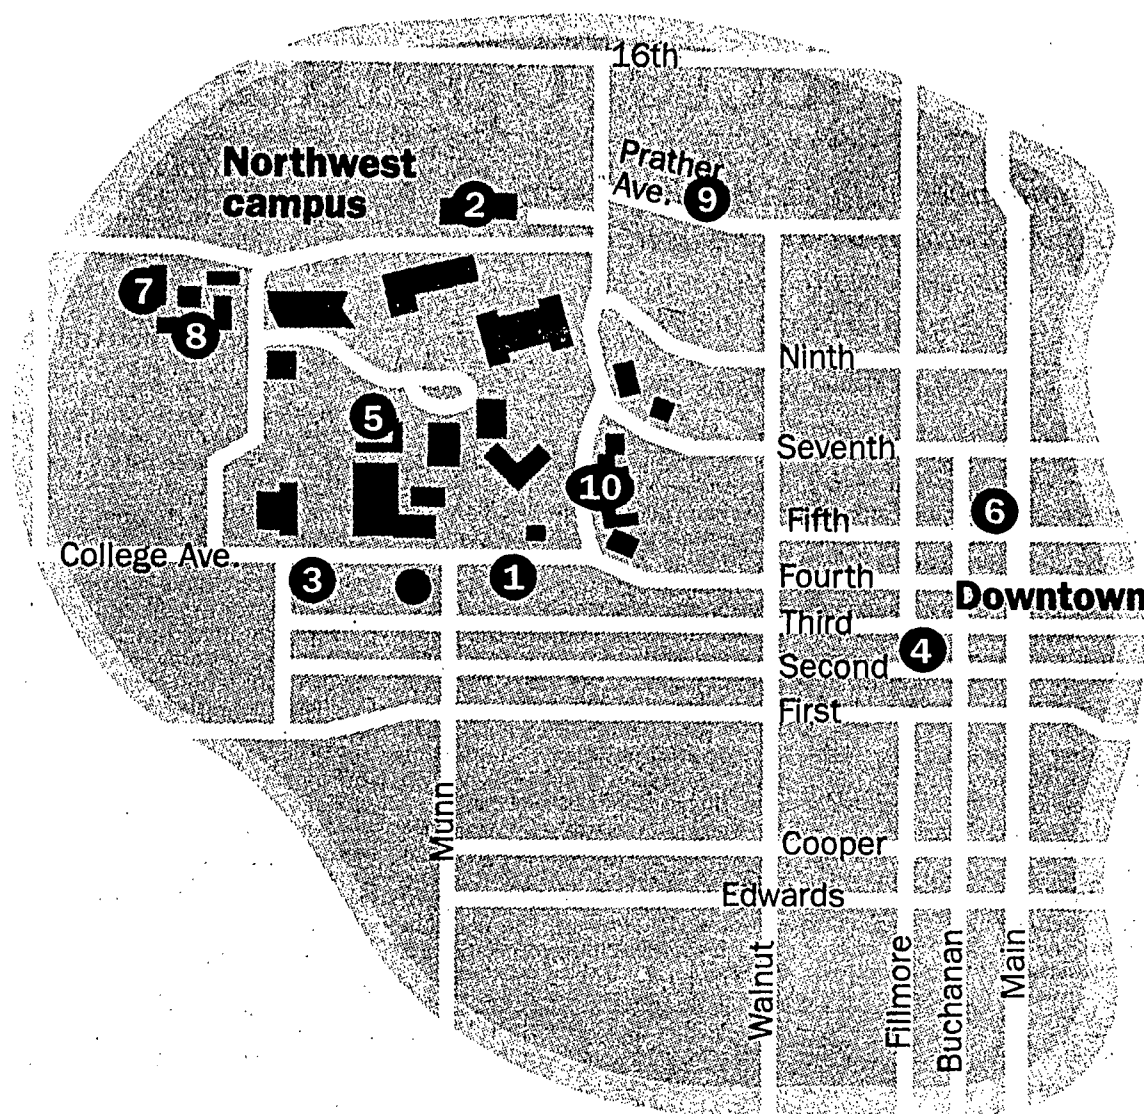 16th
Prather
Ave.
9
Northwest
campus
2
7
8
Ninth
5
Seventh
10
6
Fifth
College Ave.
3
1
Fourth
Downtown
Third
4
Second
First
Munn
Cooper
Edwards
Walnut
Fillmore
Buchanan
Main